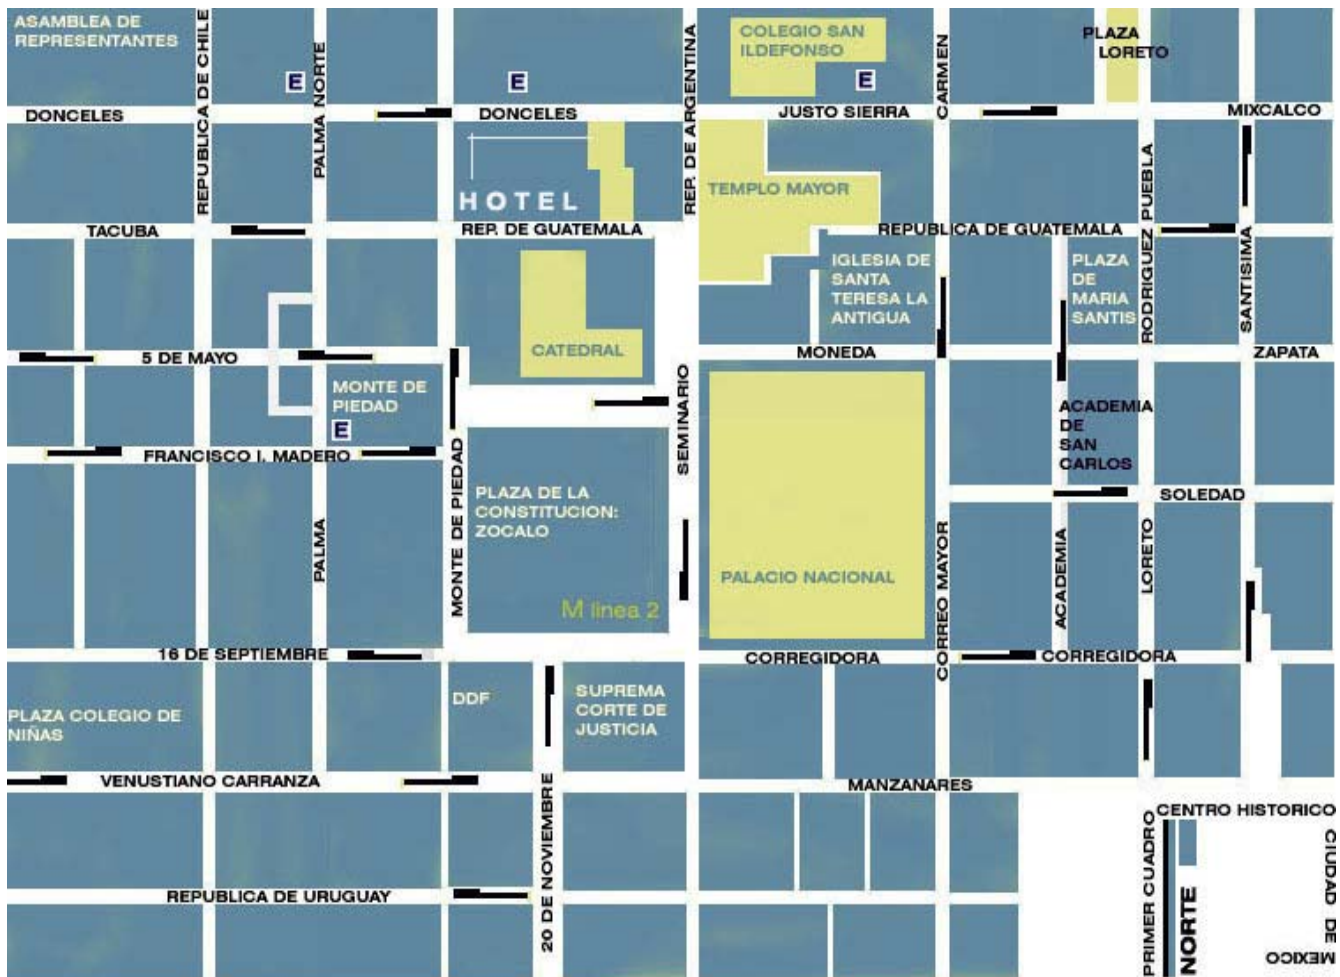 ASAMBLEA DE
REPRESENTANTES
REPUBLICA DE CHILE
PALMA NORTE
E
E
REP. DE ARGENTINA
COLEGIO SAN
ILDEFONSO
E
CARMEN
PLAZA
LORETO
DONCELES
DONCELES
JUSTO SIERRA
MIXCALCO
HOTEL
TEMPLO MAYOR
RODRIGUEZ PUEBLA
SANTISIMA
TACUBA
REP. DE GUATEMALA
REPUBLICA DE GUATEMALA
IGLESIA DE
SANTA
TERESA LA
ANTIGUA
PLAZA
DE
MARIA
SANTIS
CATEDRAL
5 DE MAYO
MONEDA
ZAPATA
MONTE DE
PIEDAD
E
SEMINARIO
ACADEMIA
DE
SAN
CARLOS
FRANCISCO I. MADERO
MONTE DE PIEDAD
PLAZA DE LA
CONSTITUCION:
ZOCALO
SOLEDAD
PALMA
PALACIO NACIONAL
CORREO MAYOR
ACADEMIA
LORETO
M linea 2
16 DE SEPTIEMBRE
CORREGIDORA
CORREGIDORA
PLAZA COLEGIO DE
NIÑAS
DDF
SUPREMA
CORTE DE
JUSTICIA
VENUSTIANO CARRANZA
MANZANARES
20 DE NOVIEMBRE
REPUBLICA DE URUGUAY
CENTRO HISTORICO
PRIMER CUADRO
NORTE
CIUDAD DE
MEXICO